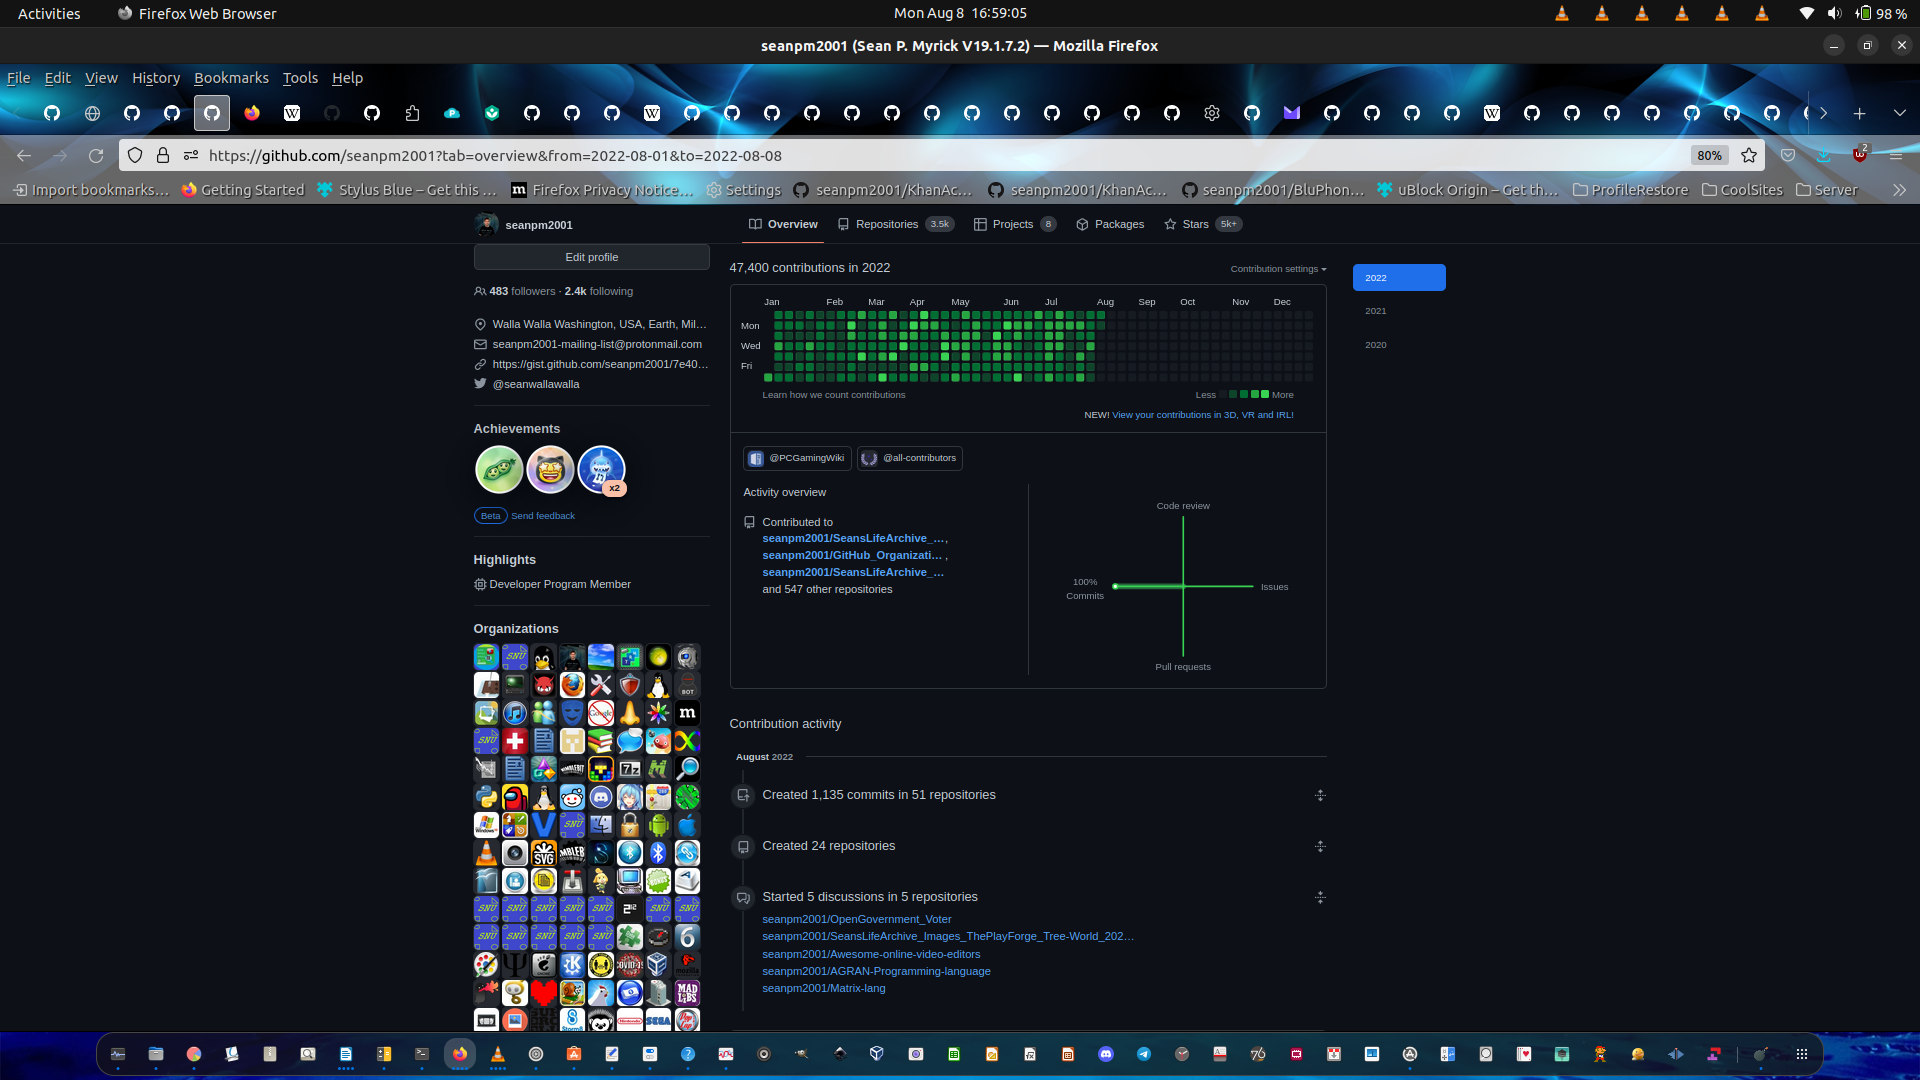 Activities
Firefox Web Browser
Mon Aug 8 16:59:05
98 %
seanpm2001 (Sean P. Myrick V19.1.7.2) — Mozilla Firefox
File Edit View History Bookmarks Tools Help
https://github.com/seanpm2001?tab=overview&from=2022-08-01&to=2022-08-08
80%
2
Import bookmarks…
Getting Started
Stylus Blue – Get this …
Firefox Privacy Notice…
Settings
seanpm2001/KhanAc…
seanpm2001/KhanAc…
seanpm2001/BluPhon…
uBlock Origin – Get th…
ProfileRestore
CoolSites
Server
seanpm2001
Overview
Repositories 3.5k
Projects 8
Packages
Stars 5k+
Edit profile
483 followers · 2.4k following
Walla Walla Washington, USA, Earth, Mil…
seanpm2001-mailing-list@protonmail.com
https://gist.github.com/seanpm2001/7e40…
@seanwallawalla
Achievements
x2
Beta Send feedback
Highlights
Developer Program Member
Organizations
47,400 contributions in 2022
Contribution settings
2022
2021
2020
Jan Feb Mar Apr May Jun Jul Aug Sep Oct Nov Dec
Mon
Wed
Fri
Learn how we count contributions
Less More
NEW! View your contributions in 3D, VR and IRL!
@PCGamingWiki
@all-contributors
Activity overview
Contributed to
seanpm2001/SeansLifeArchive_…,
seanpm2001/GitHub_Organizati… ,
seanpm2001/SeansLifeArchive_…
and 547 other repositories
Code review
100%
Commits
Issues
Pull requests
Contribution activity
August 2022
Created 1,135 commits in 51 repositories
Created 24 repositories
Started 5 discussions in 5 repositories
seanpm2001/OpenGovernment_Voter
seanpm2001/SeansLifeArchive_Images_ThePlayForge_Tree-World_202…
seanpm2001/Awesome-online-video-editors
seanpm2001/AGRAN-Programming-language
seanpm2001/Matrix-lang